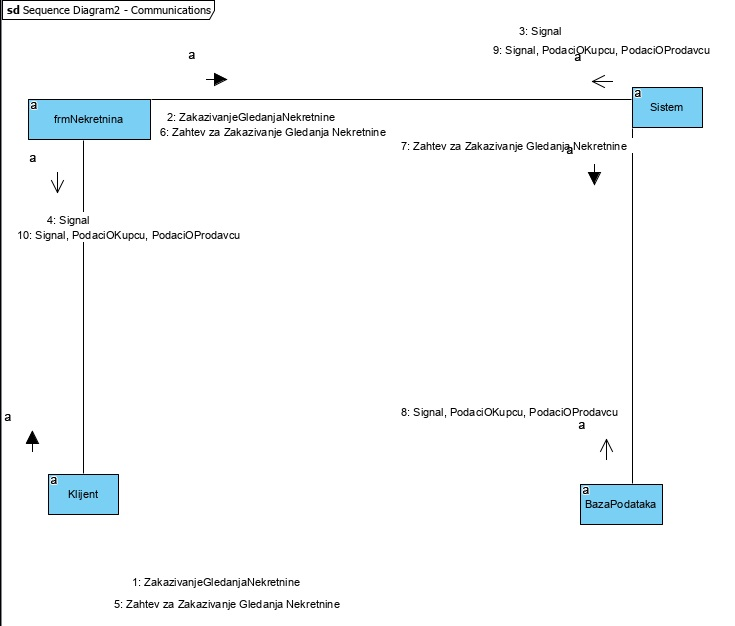 sd Sequence Diagram2 - Communications
3: Signal
9: Signal, PodaciOKupcu, PodaciOProdavcu
a
a
a
frmNekretnina
a
Sistem
2: ZakazivanjeGledanjaNekretnine
6: Zahtev za Zakazivanje Gledanja Nekretnine
7: Zahtev za Zakazivanje Gledanja Nekretnine
a
a
4: Signal
10: Signal, PodaciOKupcu, PodaciOProdavcu
8: Signal, PodaciOKupcu, PodaciOProdavcu
a
a
a
Klijent
a
BazaPodataka
1: ZakazivanjeGledanjaNekretnine
5: Zahtev za Zakazivanje Gledanja Nekretnine